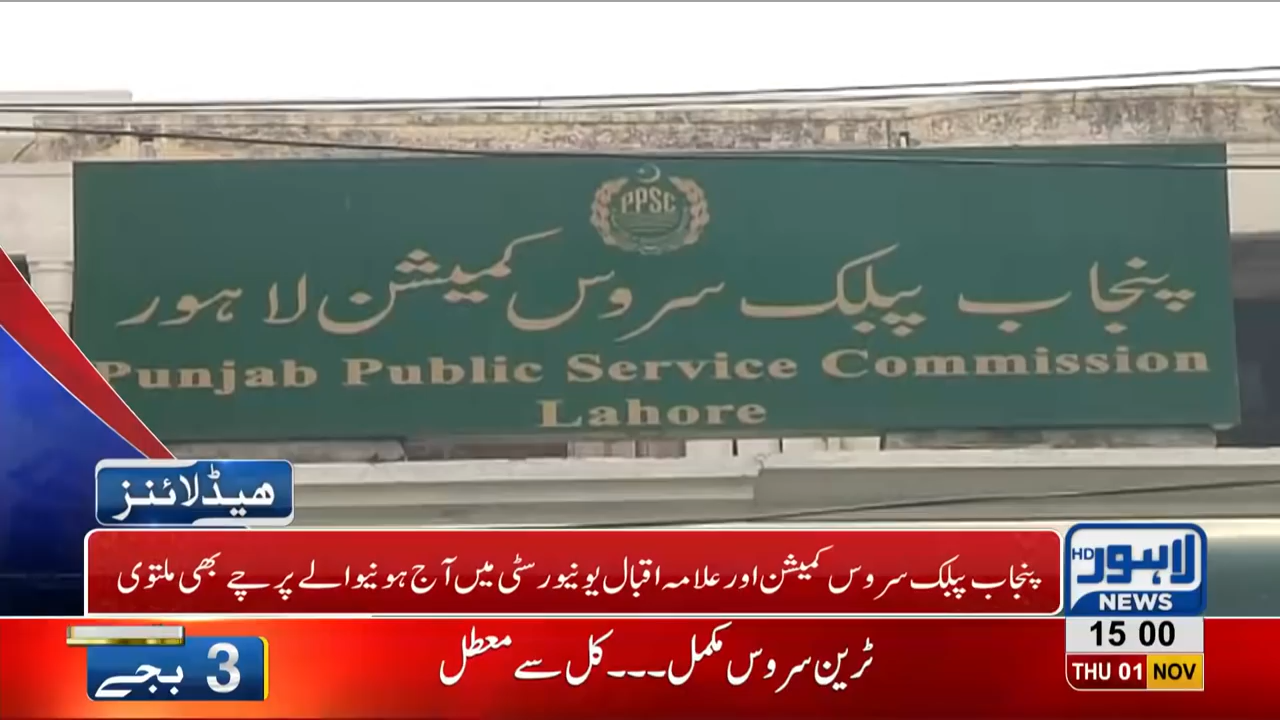 PPSC
پنجاب پبلک سروس کمیشن لاہور
Punjab Public Service Commission
Lahore
ھیڈلائنز
پنجاب پبلک سروس کمیشن اور علامہ اقبال یونیورسٹی میں آج ہونیوالے پرچے بھی ملتوی
لاہور HD
NEWS
15 00
THU 01 NOV
3 بجے
ٹرین سروس مکمل۔۔۔کل سے معطل